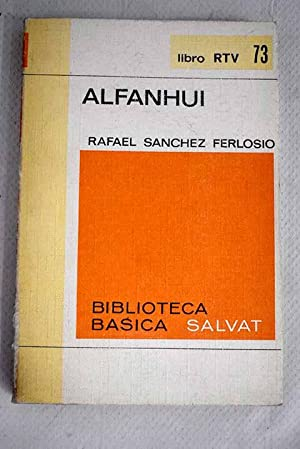 libro RTV 73
ALFANHUI
RAFAEL SANCHEZ FERLOSIO
BIBLIOTECA
BASICA SALVAT